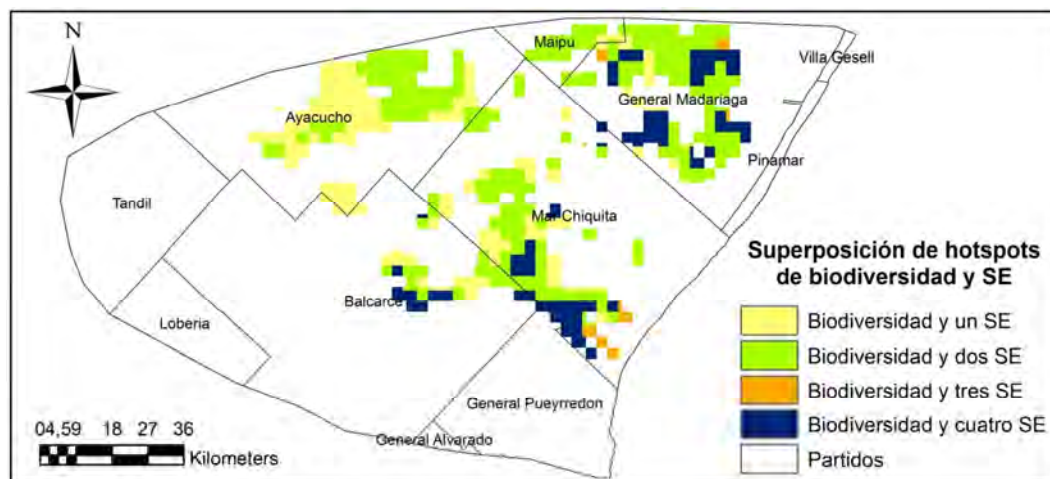 N
Maipu
Villa Gesell
General Madariaga
Ayacucho
Pinamar
Tandil
Mar Chiquita
Superposición de hotspots
de biodiversidad y SE
Balcarce
Biodiversidad y un SE
Loberia
Biodiversidad y dos SE
Biodiversidad y tres SE
General Pueyrredon
Biodiversidad y cuatro SE
04,59 18 27 36
General Alvarado
Kilometers
Partidos